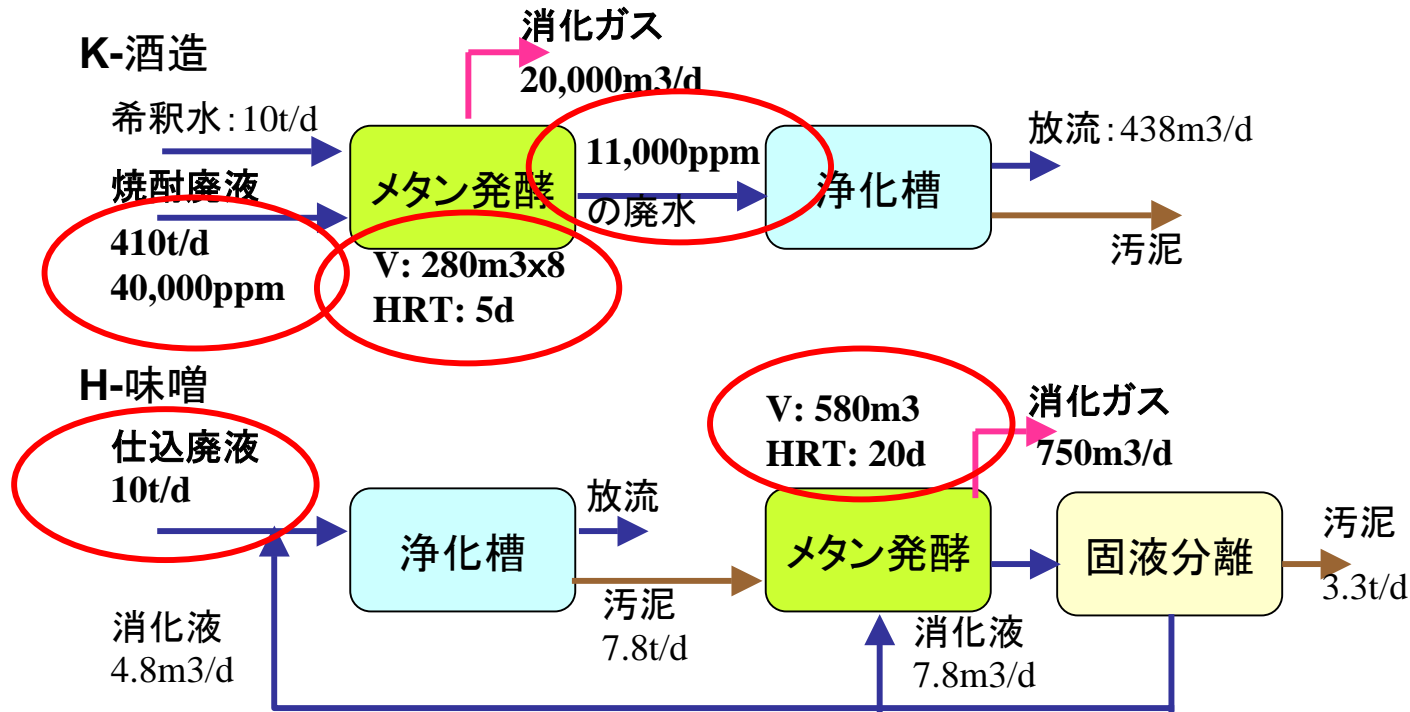 K-酒造
消化ガス
20,000m3/d
希釈水：10t/d
焼酎廃液
410t/d
40,000ppm
メタン発酵
V: 280m3x8
HRT: 5d
11,000ppm
の廃水
浄化槽
放流：438m3/d
汚泥
H-味噌
仕込廃液
10t/d
浄化槽
放流
汚泥
7.8t/d
V: 580m3
HRT: 20d
消化ガス
750m3/d
メタン発酵
固液分離
汚泥
3.3t/d
消化液
4.8m3/d
消化液
7.8m3/d